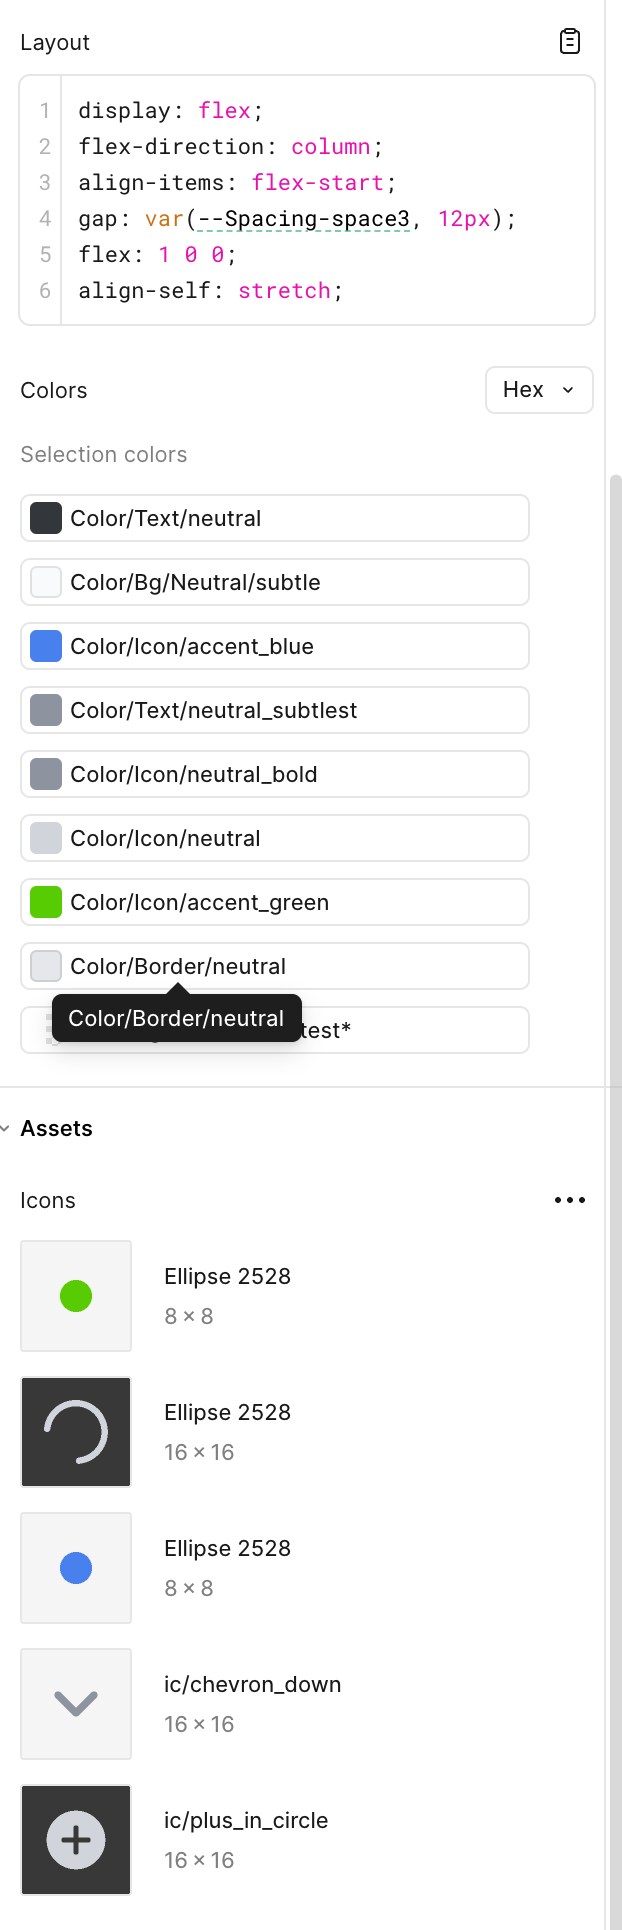 Layout
1 display: flex;
2 flex-direction: column;
3 align-items: flex-start;
4 gap: var(--Spacing-space3, 12px);
5 flex: 1 0 0;
6 align-self: stretch;
Colors
Hex
Selection colors
Color/Text/neutral
Color/Bg/Neutral/subtle
Color/Icon/accent_blue
Color/Text/neutral_subtlest
Color/Icon/neutral_bold
Color/Icon/neutral
Color/Icon/accent_green
Color/Border/neutral
Color/Border/neutral
Assets
Icons
Ellipse 2528
8 × 8
Ellipse 2528
16 × 16
Ellipse 2528
8 × 8
ic/chevron_down
16 × 16
ic/plus_in_circle
16 × 16